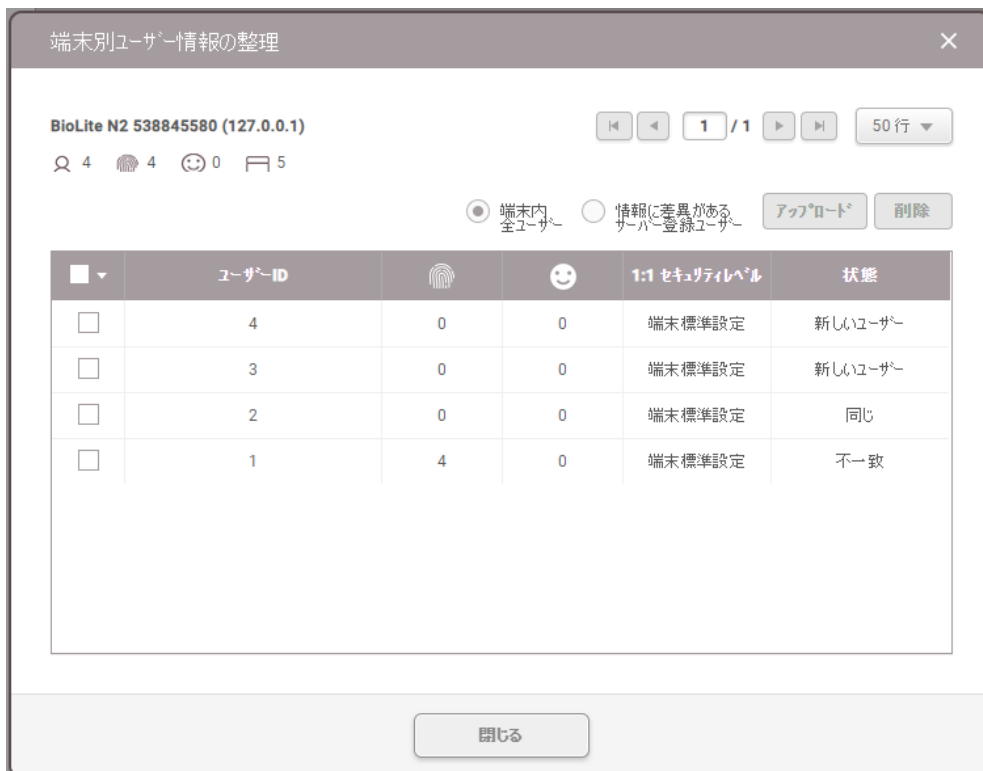 端末別ユーザー情報の整理
BioLite N2 538845580 (127.0.0.1)
1 / 1
50 行
4 4 0 5
端末内 全ユーザー
情報に差異がある サーバー登録ユーザー
アップロード
削除
ユーザーID 1:1 セキュリティレベル 状態
4 0 0 端末標準設定 新しいユーザー
3 0 0 端末標準設定 新しいユーザー
2 0 0 端末標準設定 同じ
1 4 0 端末標準設定 不一致
閉じる